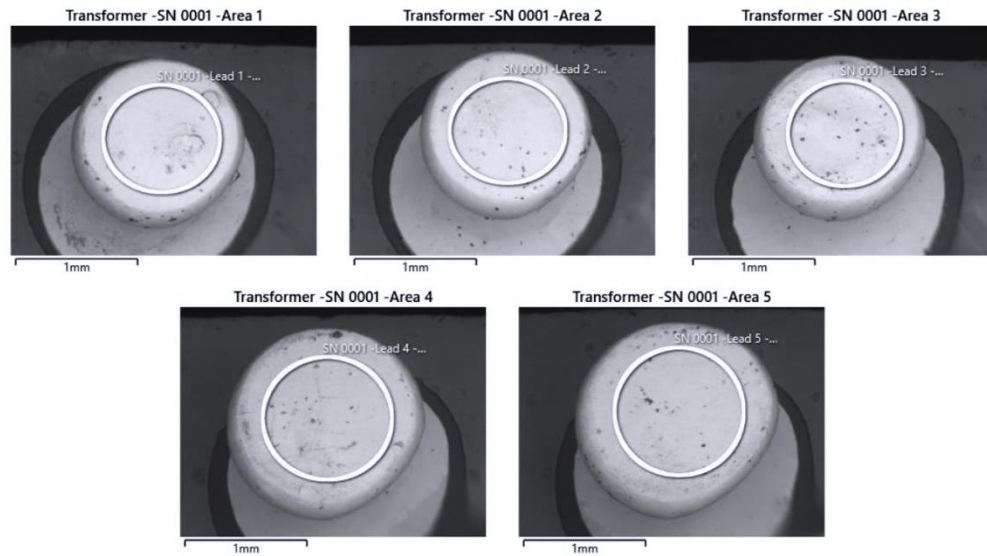 Transformer -SN 0001 -Area 1
SN 0001 -Lead 1 -...
1mm
Transformer -SN 0001 -Area 2
SN 0001 -Lead 2 -...
1mm
Transformer -SN 0001 -Area 3
SN 0001 -Lead 3 -...
1mm
Transformer -SN 0001 -Area 4
SN 0001 -Lead 4 -...
1mm
Transformer -SN 0001 -Area 5
SN 0001 -Lead 5 -...
1mm